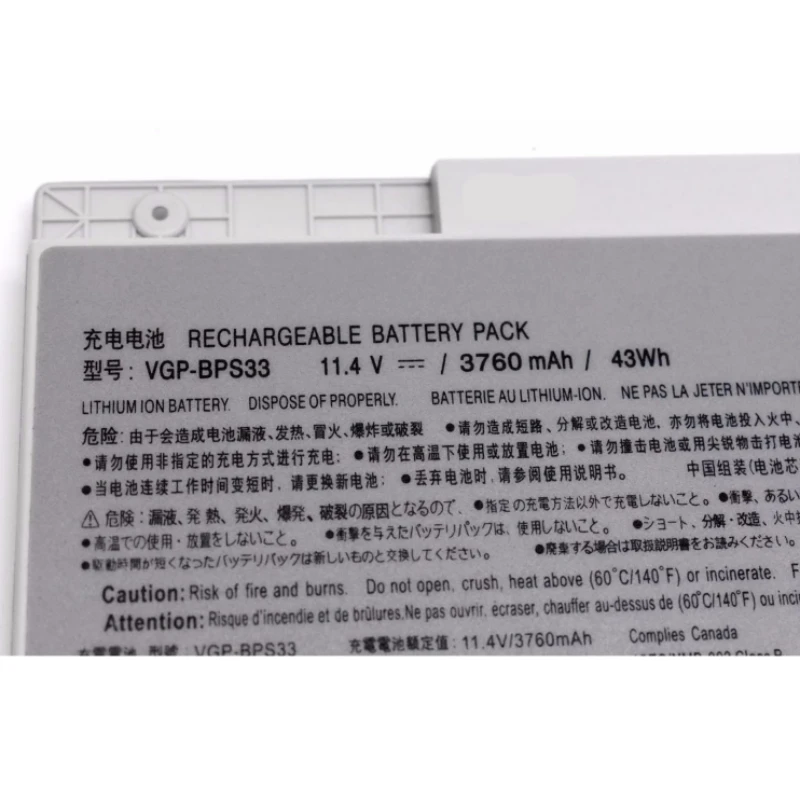 充电电池 RECHARGEABLE BATTERY PACK
型号: VGP-BPS33 11.4 V ⎓ / 3760 mAh / 43Wh
LITHIUM ION BATTERY. DISPOSE OF PROPERLY. BATTERIE AU LITHIUM-ION. NE PAS LA JETER N'IMPORTE
危险: 由于会造成电池漏液、发热、冒火、爆炸或破裂 ●请勿造成短路、分解或改造电池, 亦勿将电池投入火中、
●请勿使用非指定的充电方式进行充电; ●请勿在高温下使用或放置电池; ●请勿撞击电池或用尖锐物击打电池
●当电池连续工作时间变短时, 请更换新电池; ●丢弃电池时, 请参阅使用说明书。 中国组装(电池芯
⚠ 危険: 漏液、発熱、発火、爆発、破裂の原因となるので、 ●指定の充電方法以外で充電しないこと。 ●衝撃、あるい
●高温での使用・放置をしないこと。 ●衝撃を与えたバッテリパックは、使用しないこと。 ●ショート、分解・改造、火中投
●駆動時間が短くなったバッテリパックは新しいものと交換してください。 ●廃棄する場合は取扱説明書をお読みください。
Caution: Risk of fire and burns. Do not open, crush, heat above (60°C/140°F) or incinerate. F
Attention: Risque d'incendie et de brûlures.Ne pas ouvrir. écraser, chauffer au-dessus de (60°C/140°F) ou inci
充電電池 型號: VGP-BPS33 充電電池額定值: 11.4V/3760mAh Complies Canada